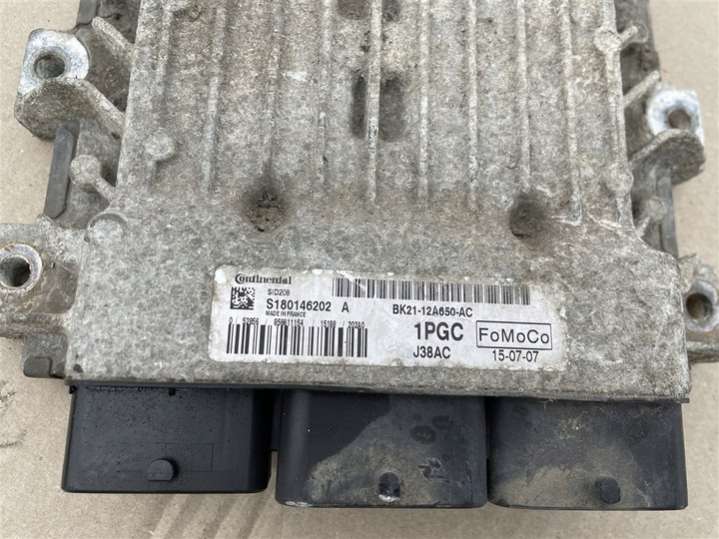 Continental
SID208
S180146202 A
MADE IN FRANCE
BK21-12A650-AC
1PGC
FoMoCo
J38AC
15-07-07